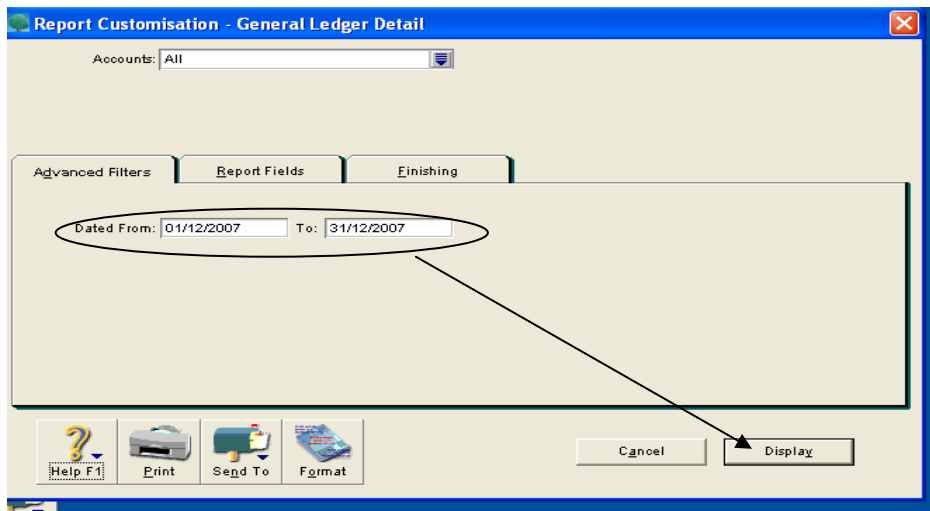 Report Customisation - General Ledger Detail
Accounts: All
Advanced Filters Report Fields Finishing
Dated From: 01/12/2007 To: 31/12/2007
Cancel Display
Help F1 Print Send To Format